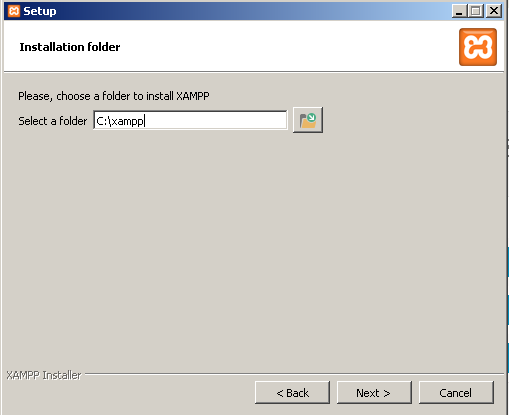 Setup
Installation folder
Please, choose a folder to install XAMPP
Select a folder C:\xampp
XAMPP Installer
< Back Next > Cancel